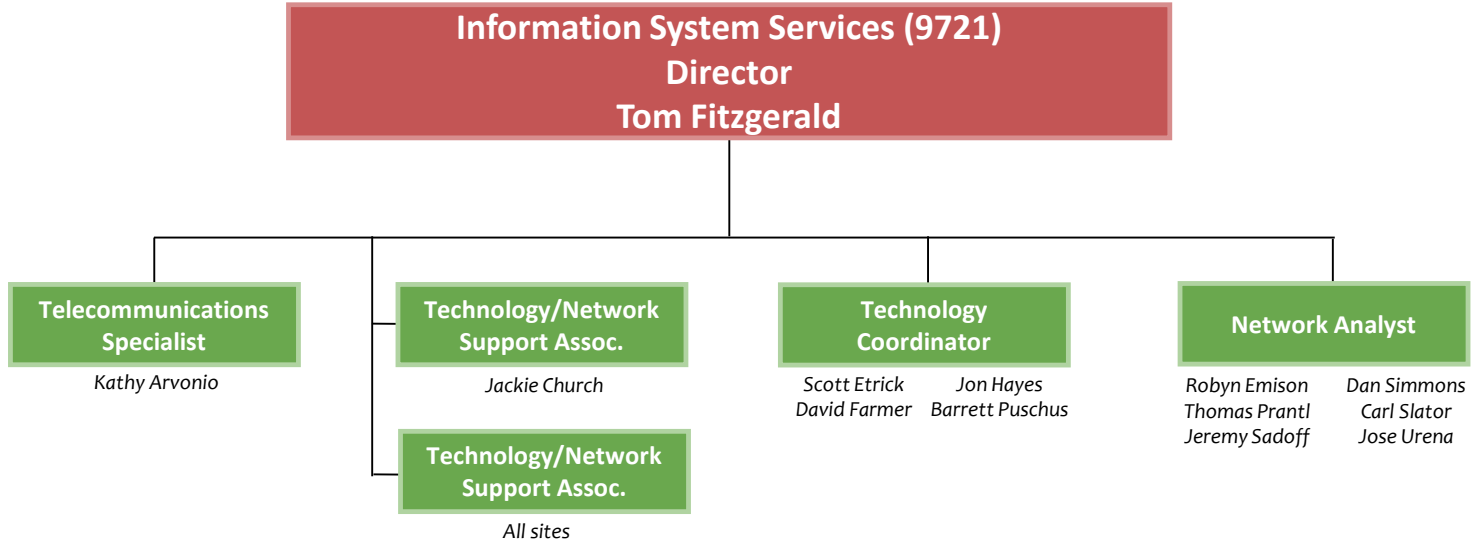 Information System Services (9721)
Director
Tom Fitzgerald
Telecommunications
Specialist
Kathy Arvonio
Technology/Network
Support Assoc.
Jackie Church
Technology/Network
Support Assoc.
All sites
Technology
Coordinator
Scott Etrick Jon Hayes
David Farmer Barrett Puschus
Network Analyst
Robyn Emison Dan Simmons
Thomas Prantl Carl Slator
Jeremy Sadoff Jose Urena